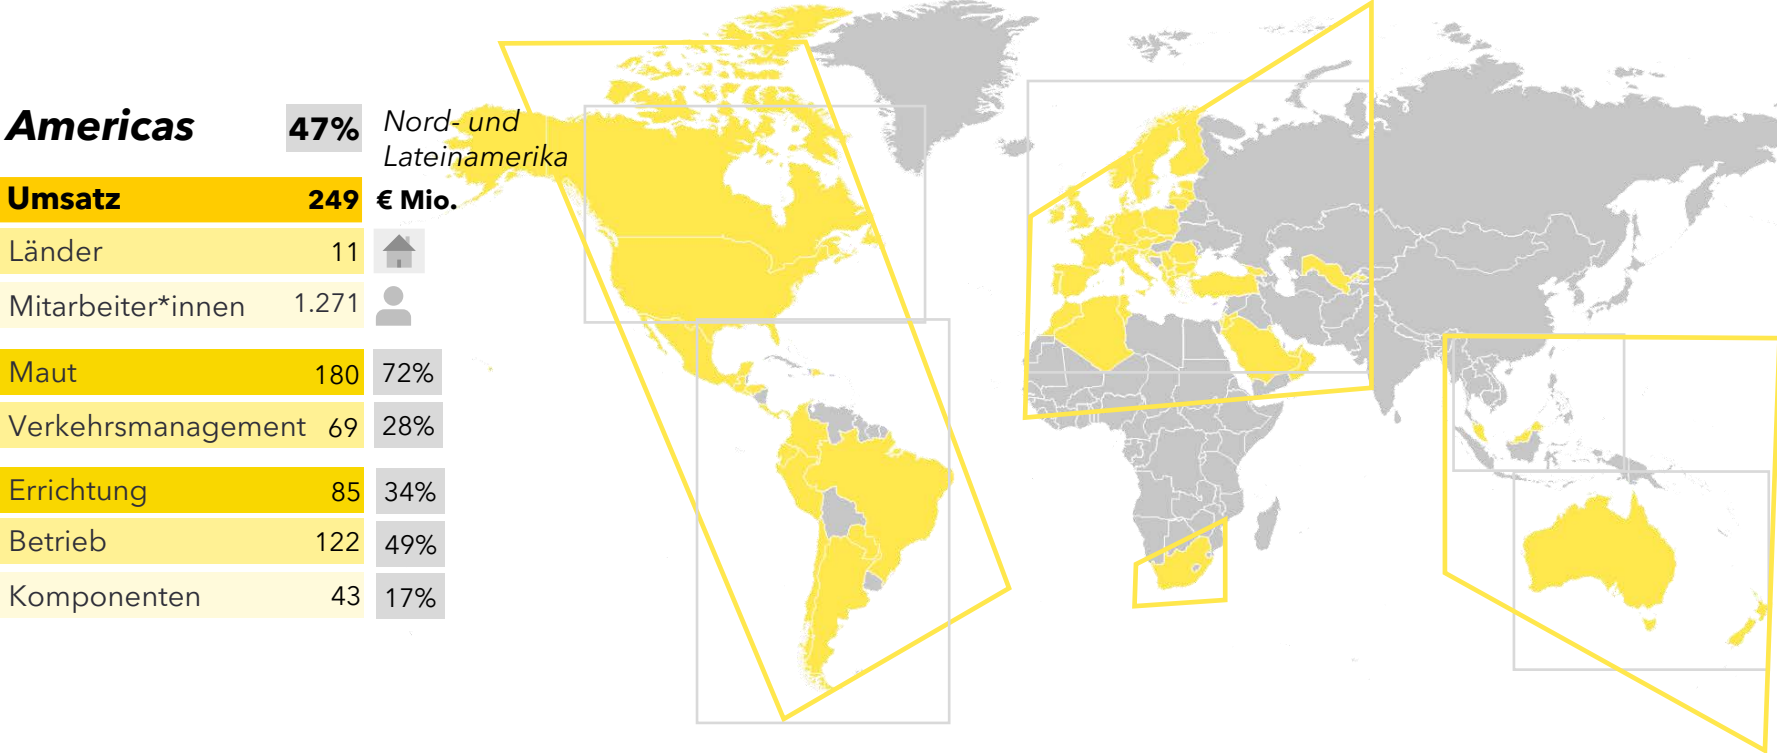 Americas 47% Nord- und
Lateinamerika
Umsatz 249 € Mio.
Länder 11
Mitarbeiter*innen 1.271
Maut 180 72%
Verkehrsmanagement 69 28%
Errichtung 85 34%
Betrieb 122 49%
Komponenten 43 17%